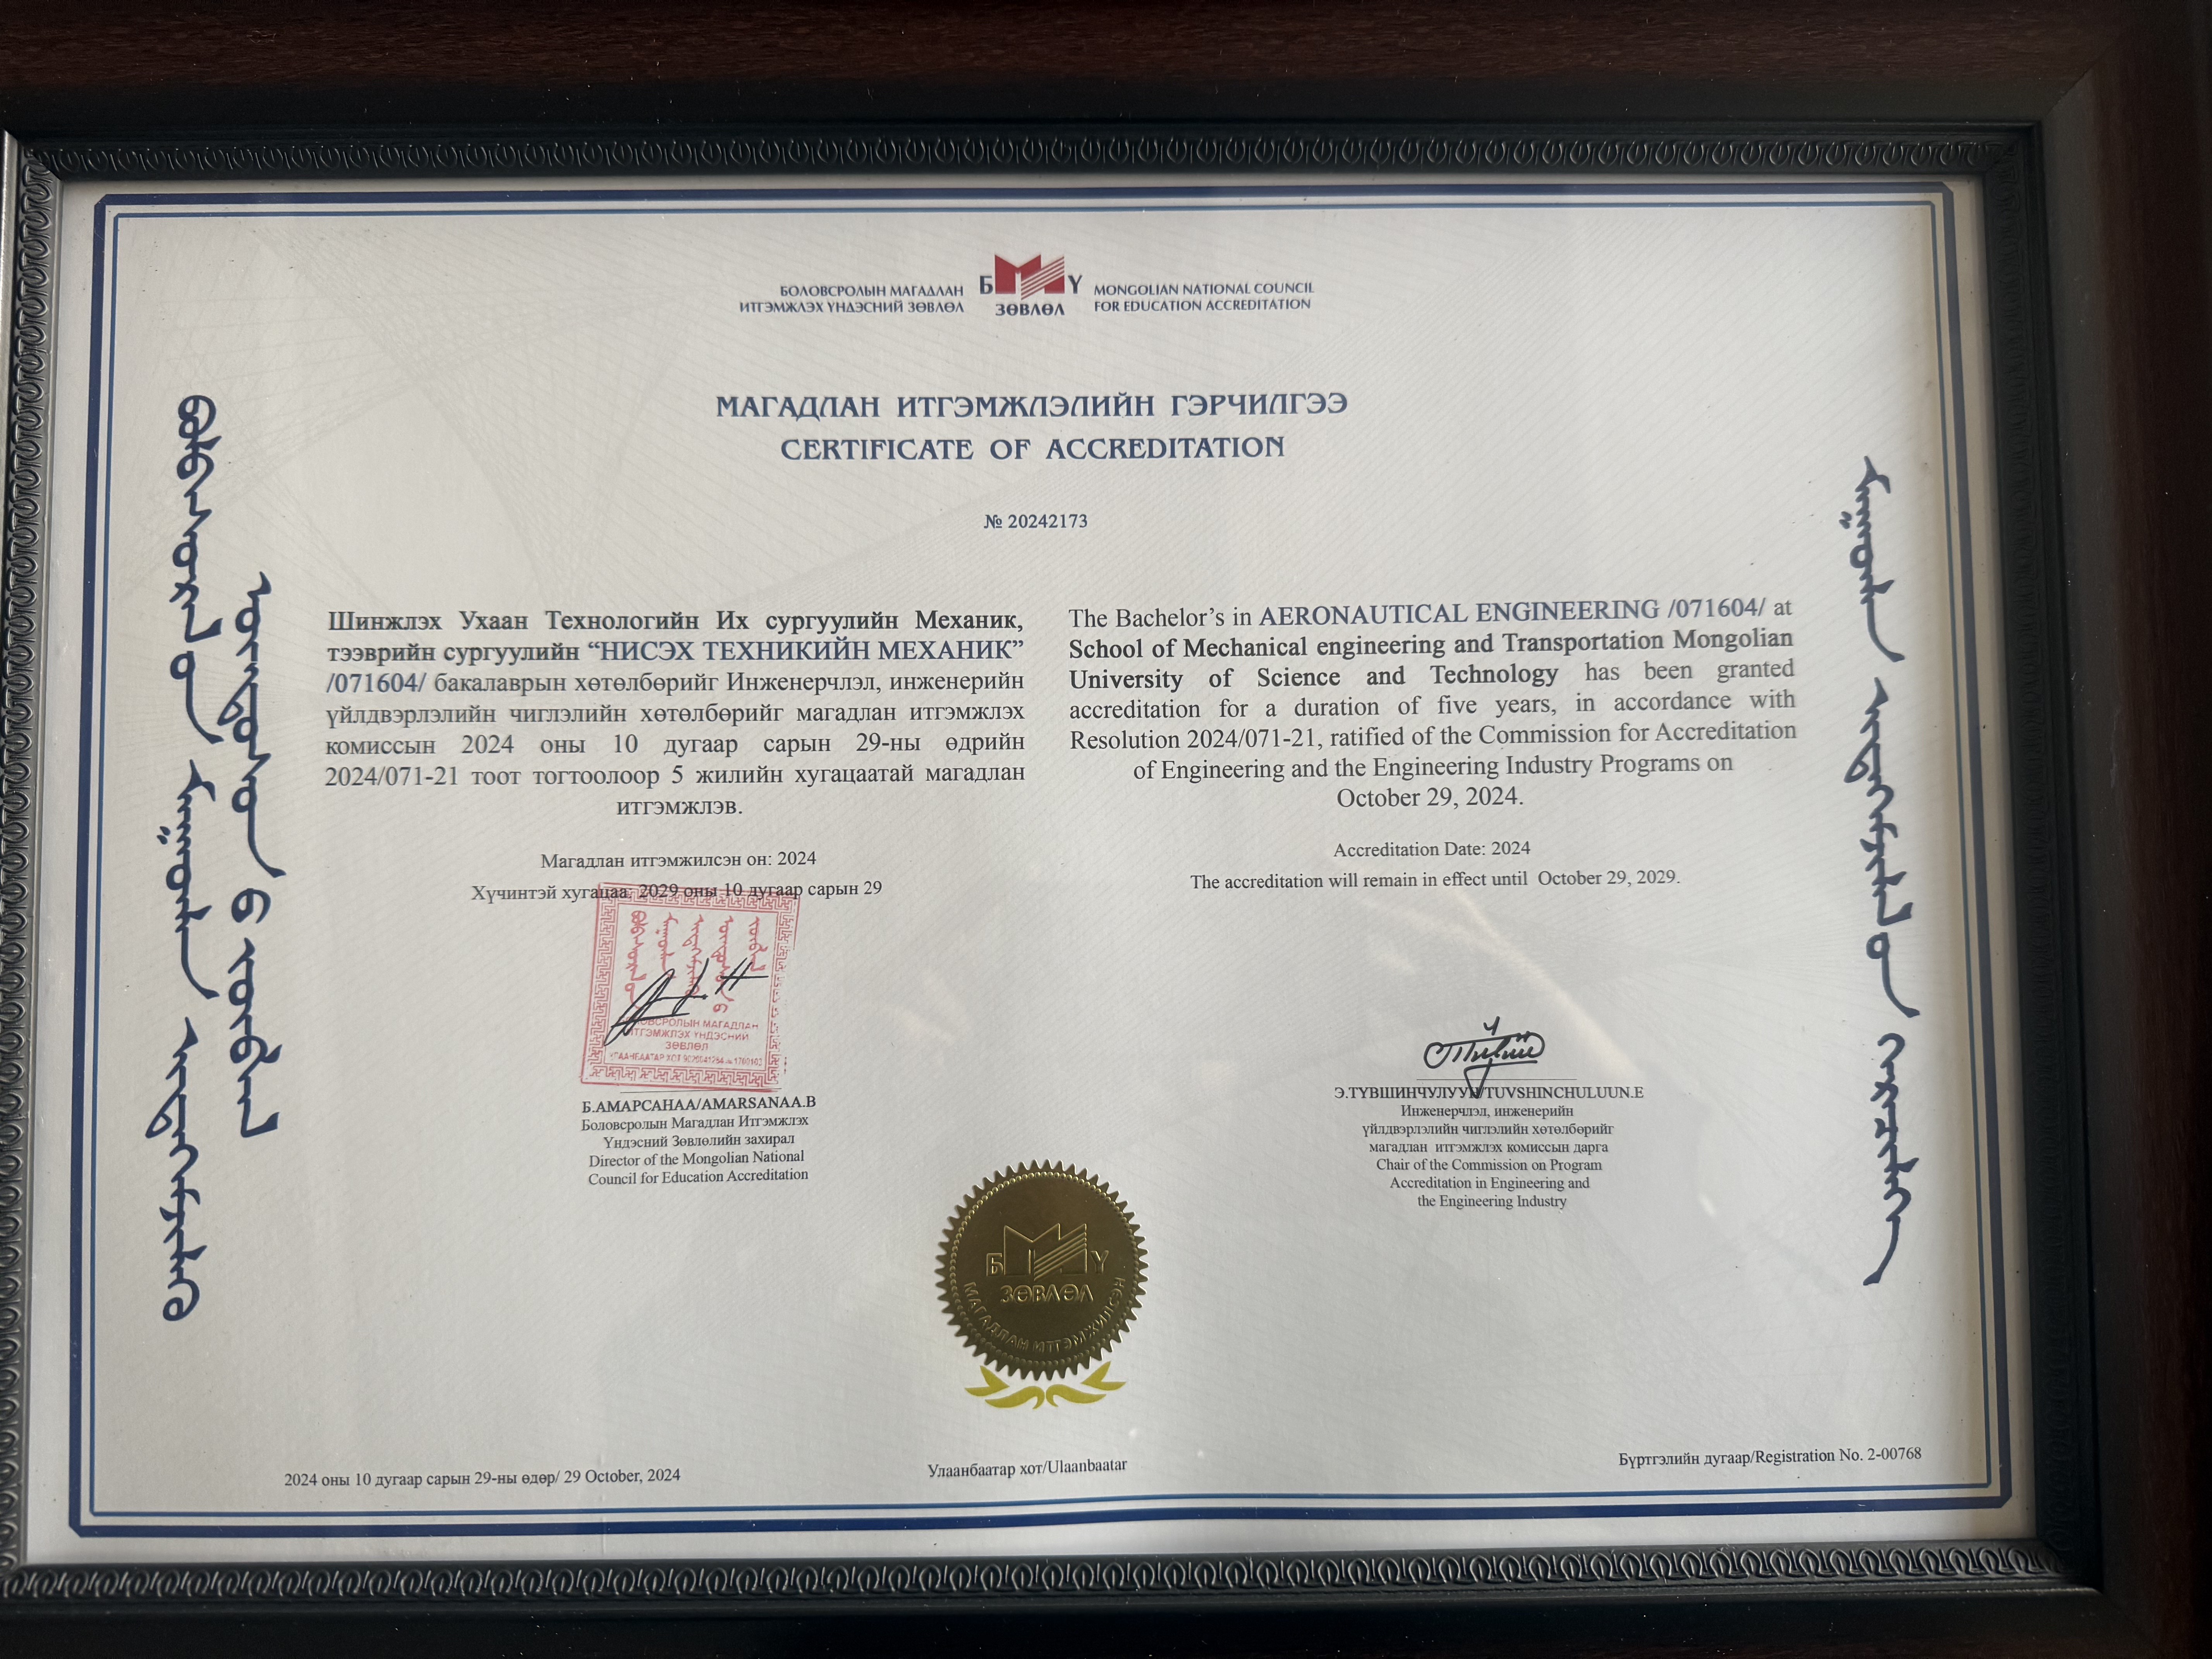 БОЛОВСРОЛЫН МАГАДЛАН
ИТГЭМЖЛЭХ ҮНДЭСНИЙ ЗӨВЛӨЛ
Б Ү
ЗӨВЛӨЛ
MONGOLIAN NATIONAL COUNCIL
FOR EDUCATION ACCREDITATION
МАГАДЛАН ИТГЭМЖЛЭЛИЙН ГЭРЧИЛГЭЭ
CERTIFICATE OF ACCREDITATION
№ 20242173
Шинжлэх Ухаан Технологийн Их сургуулийн Механик,
тээврийн сургуулийн “НИСЭХ ТЕХНИКИЙН МЕХАНИК”
/071604/ бакалаврын хөтөлбөрийг Инженерчлэл, инженерийн
үйлдвэрлэлийн чиглэлийн хөтөлбөрийг магадлан итгэмжлэх
комиссын 2024 оны 10 дугаар сарын 29-ны өдрийн
2024/071-21 тоот тогтоолоор 5 жилийн хугацаатай магадлан
итгэмжлэв.
Магадлан итгэмжилсэн он: 2024
Хүчинтэй хугацаа: 2029 оны 10 дугаар сарын 29
The Bachelor’s in AERONAUTICAL ENGINEERING /071604/ at
School of Mechanical engineering and Transportation Mongolian
University of Science and Technology has been granted
accreditation for a duration of five years, in accordance with
Resolution 2024/071-21, ratified of the Commission for Accreditation
of Engineering and the Engineering Industry Programs on
October 29, 2024.
Accreditation Date: 2024
The accreditation will remain in effect until October 29, 2029.
МАГАДЛАН
ИТГЭМЖЛЭХ ҮНДЭСНИЙ
ЗӨВЛӨЛ
Б.АМАРСАНАА/AMARSANAA.B
Боловсролын Магадлан Итгэмжлэх
Үндэсний Зөвлөлийн захирал
Director of the Mongolian National
Council for Education Accreditation
Э.ТҮВШИНЧУЛУУН/TUVSHINCHULUUN.E
Инженерчлэл, инженерийн
үйлдвэрлэлийн чиглэлийн хөтөлбөрийг
магадлан итгэмжлэх комиссын дарга
Chair of the Commission on Program
Accreditation in Engineering and
the Engineering Industry
Б Ү
ЗӨВЛӨЛ
МАГАДЛАН ИТГЭМЖИЛСЭН
2024 оны 10 дугаар сарын 29-ны өдөр/ 29 October, 2024
Улаанбаатар хот/Ulaanbaatar
Бүртгэлийн дугаар/Registration No. 2-00768